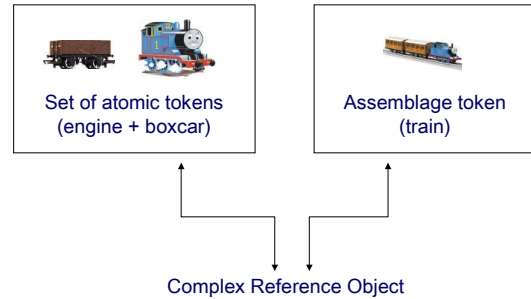 Set of atomic tokens
(engine + boxcar)
Assemblage token
(train)
Complex Reference Object